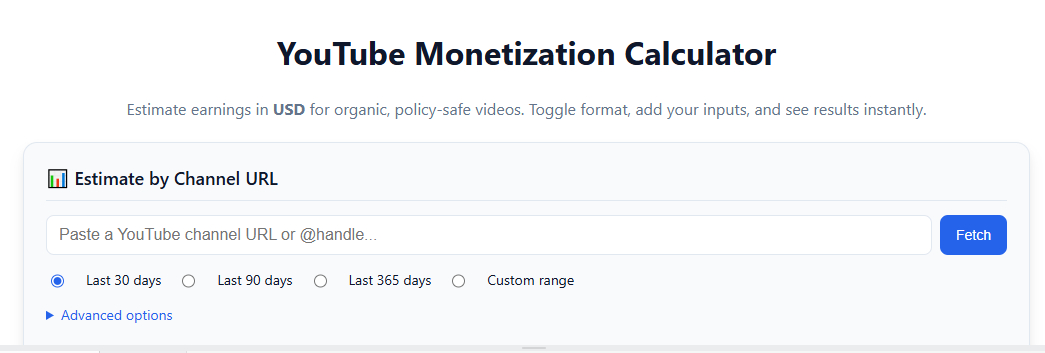 YouTube Monetization Calculator
Estimate earnings in USD for organic, policy-safe videos. Toggle format, add your inputs, and see results instantly.
Estimate by Channel URL
Paste a YouTube channel URL or @handle... Fetch
Last 30 days Last 90 days Last 365 days Custom range
Advanced options